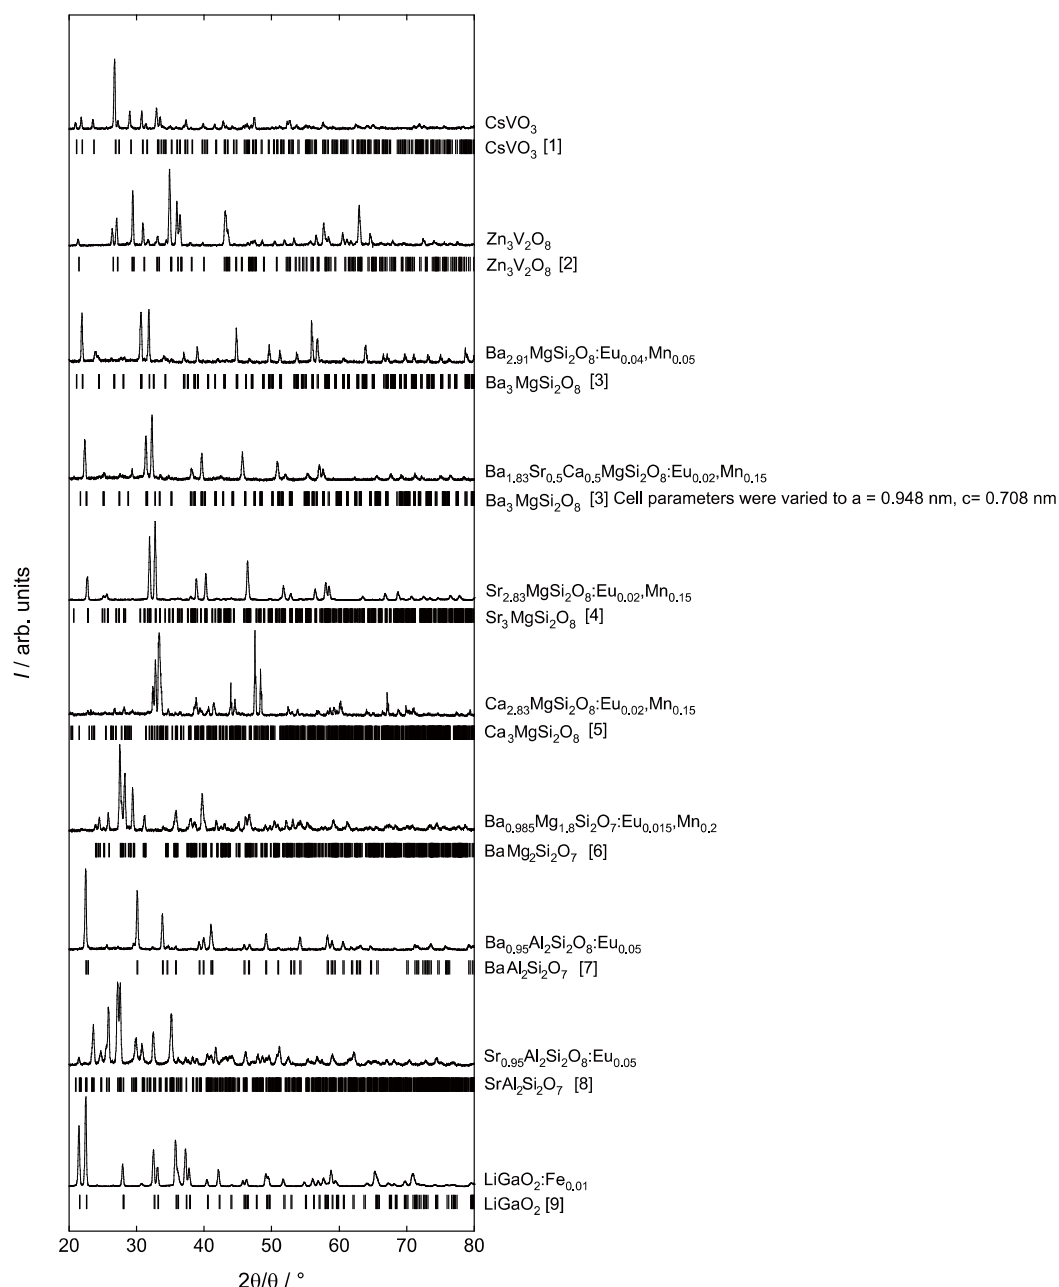 CsVO₃
CsVO₃ [1]
Zn₃V₂O₈
Zn₃V₂O₈ [2]
Ba₂.₉₁MgSi₂O₈:Eu₀.₀₄,Mn₀.₀₅
Ba₃MgSi₂O₈ [3]
Ba₁.₈₃Sr₀.₅Ca₀.₅MgSi₂O₈:Eu₀.₀₂,Mn₀.₁₅
Ba₃MgSi₂O₈ [3] Cell parameters were varied to a = 0.948 nm, c= 0.708 nm
Sr₂.₈₃MgSi₂O₈:Eu₀.₀₂,Mn₀.₁₅
Sr₃MgSi₂O₈ [4]
I / arb. units
Ca₂.₈₃MgSi₂O₈:Eu₀.₀₂,Mn₀.₁₅
Ca₃MgSi₂O₈ [5]
Ba₀.₉₈₅Mg₁.₈Si₂O₇:Eu₀.₀₁₅,Mn₀.₂
BaMg₂Si₂O₇ [6]
Ba₀.₉₅Al₂Si₂O₈:Eu₀.₀₅
BaAl₂Si₂O₇ [7]
Sr₀.₉₅Al₂Si₂O₈:Eu₀.₀₅
SrAl₂Si₂O₇ [8]
LiGaO₂:Fe₀.₀₁
LiGaO₂ [9]
20 30 40 50 60 70 80
2θ/θ / °